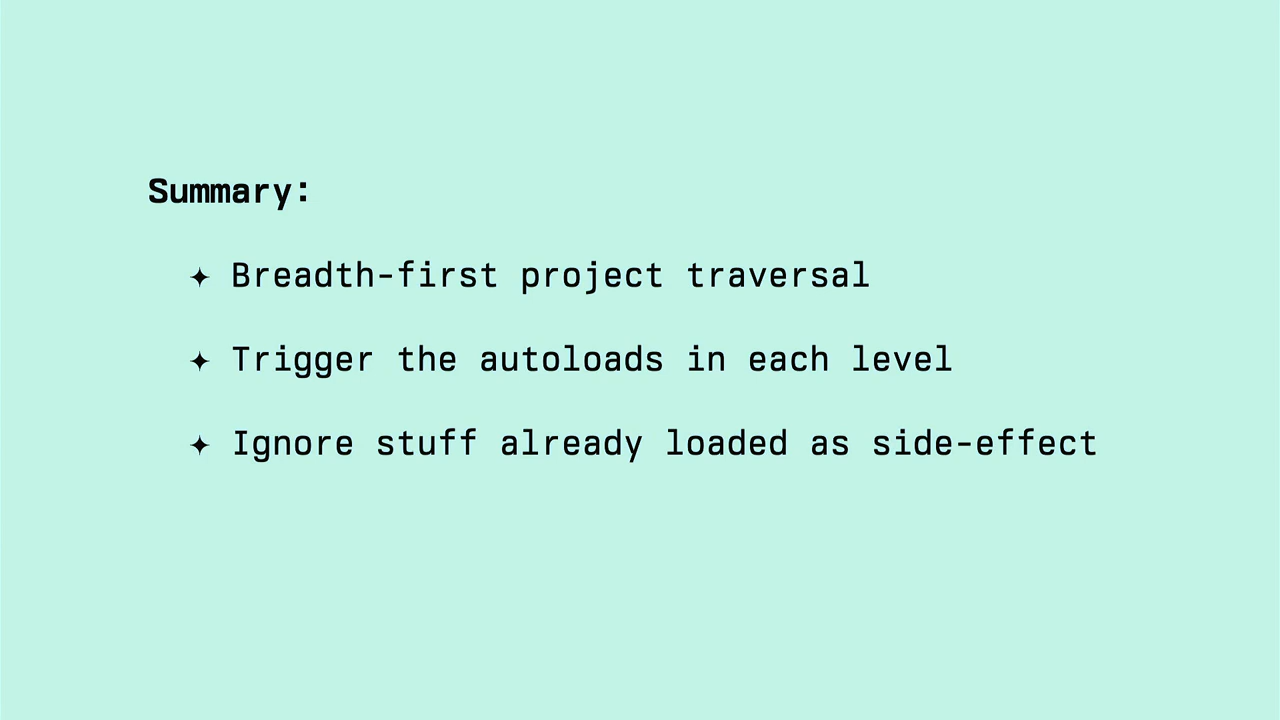 Summary:
✦ Breadth-first project traversal
✦ Trigger the autoloads in each level
✦ Ignore stuff already loaded as side-effect